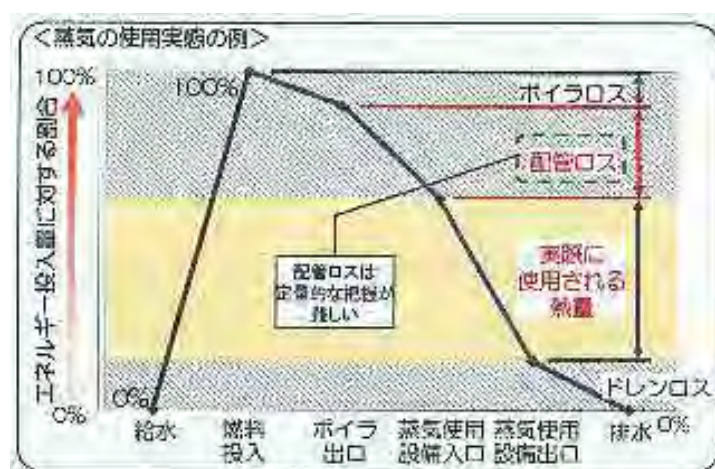 ＜蒸気の使用実態の例＞
100%
100%
ボイラロス
配管ロス
エネルギー投入量に対する割合
配管ロスは
定量的な把握が
難しい
実際に
使用される
熱量
ドレンロス
0%
0%
0%
給水
燃料
投入
ボイラ
出口
蒸気使用
設備入口
蒸気使用
設備出口
排水